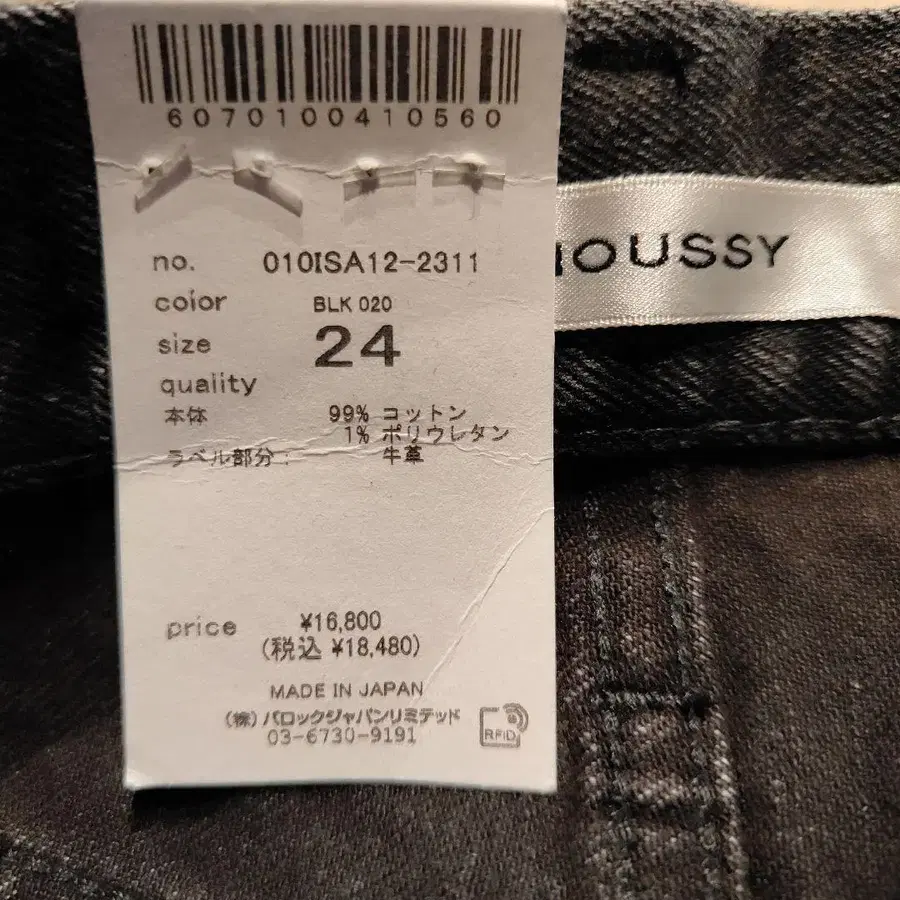 6070100410560
no. 010ISA12-2311
color BLK 020
size 24
quality
本体 99% コットン
1% ポリウレタン
ラベル部分: 牛革
price ¥16,800
(税込 ¥18,480)
MADE IN JAPAN
(株) バロックジャパンリミテッド
03-6730-9191
RFID
MOUSSY